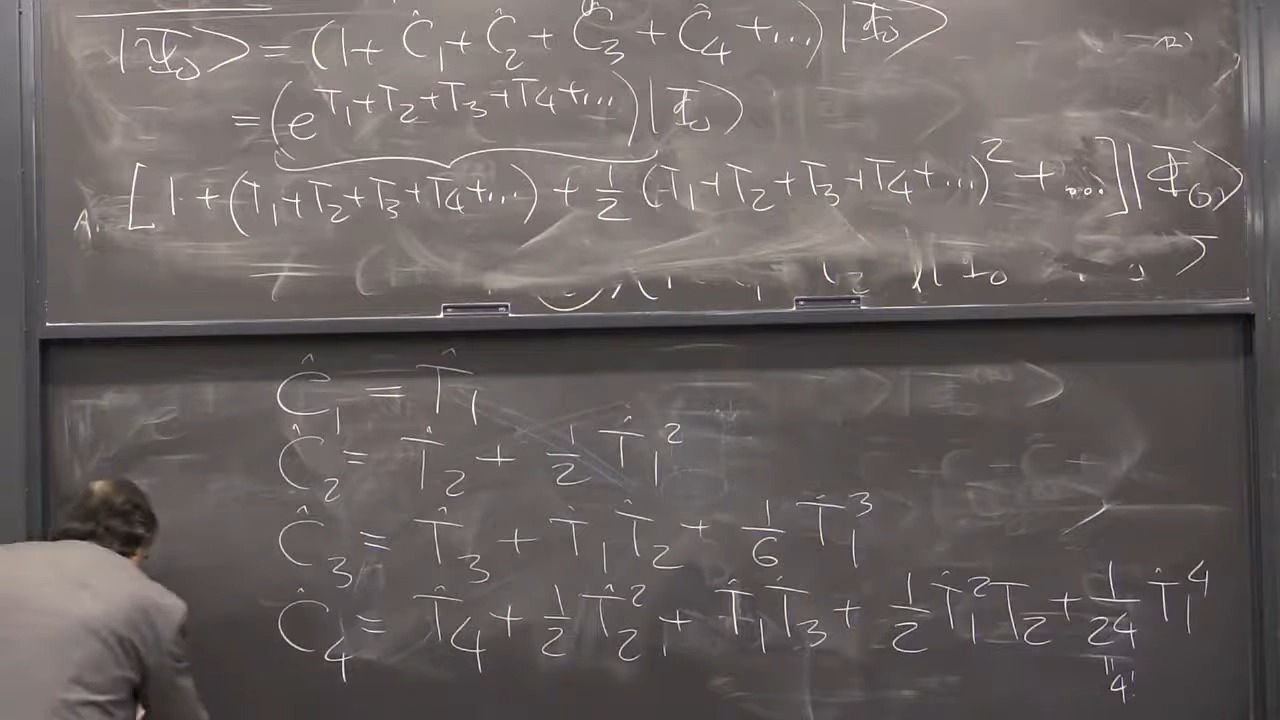 |Ψ₀⟩ = (1 + Ĉ₁ + Ĉ₂ + Ĉ₃ + Ĉ₄ + ...) |Φ₀⟩
= (e^{T₁+T₂+T₃+T₄+...}) |Φ₀⟩
[1 + (T₁+T₂+T₃+T₄+...) + 1/2 (T₁+T₂+T₃+T₄+...)² + ...] |Φ₀⟩
Ĉ₁ = T̂₁
Ĉ₂ = T̂₂ + 1/2 T̂₁²
Ĉ₃ = T̂₃ + T̂₁T̂₂ + 1/6 T̂₁³
Ĉ₄ = T̂₄ + 1/2 T̂₂² + T̂₁T̂₃ + 1/2 T̂₁²T₂ + 1/24 T̂₁⁴
4!